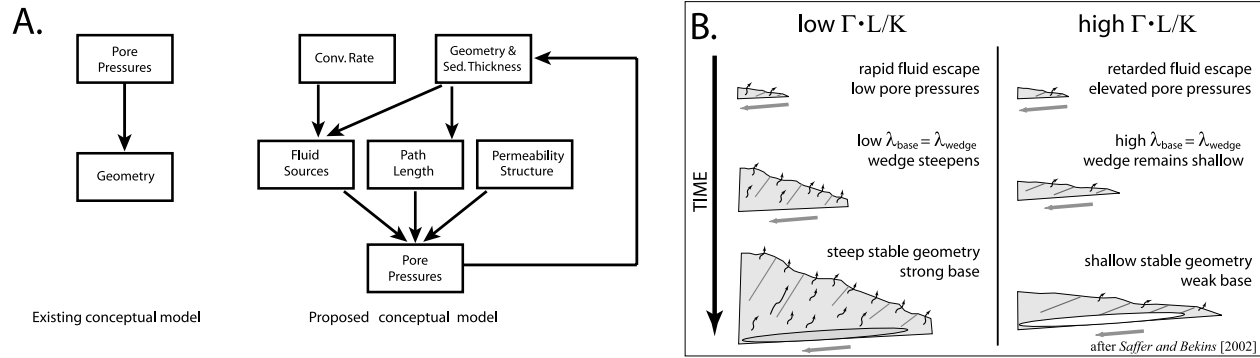 A.
Pore
Pressures
Geometry
Existing conceptual model
Conv. Rate
Geometry &
Sed. Thickness
Fluid
Sources
Path
Length
Permeability
Structure
Pore
Pressures
Proposed conceptual model
B.
low Γ•L/K
high Γ•L/K
TIME
rapid fluid escape
low pore pressures
retarded fluid escape
elevated pore pressures
low λbase = λwedge
wedge steepens
high λbase = λwedge
wedge remains shallow
steep stable geometry
strong base
shallow stable geometry
weak base
after Saffer and Bekins [2002]